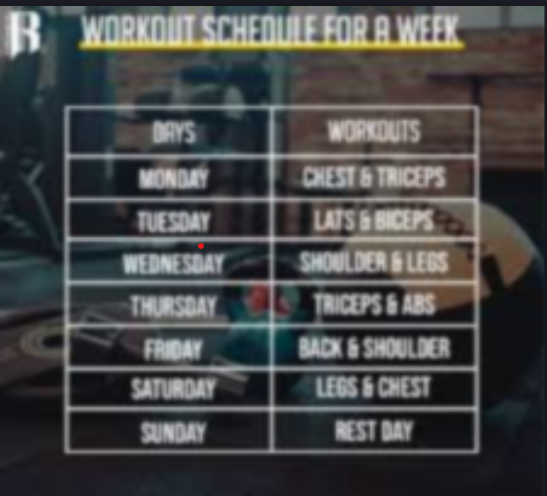 WORKOUT SCHEDULE FOR A WEEK
DAYS WORKOUTS
MONDAY CHEST & TRICEPS
TUESDAY LATS & BICEPS
WEDNESDAY SHOULDER & LEGS
THURSDAY TRICEPS & ABS
FRIDAY BACK & SHOULDER
SATURDAY LEGS & CHEST
SUNDAY REST DAY